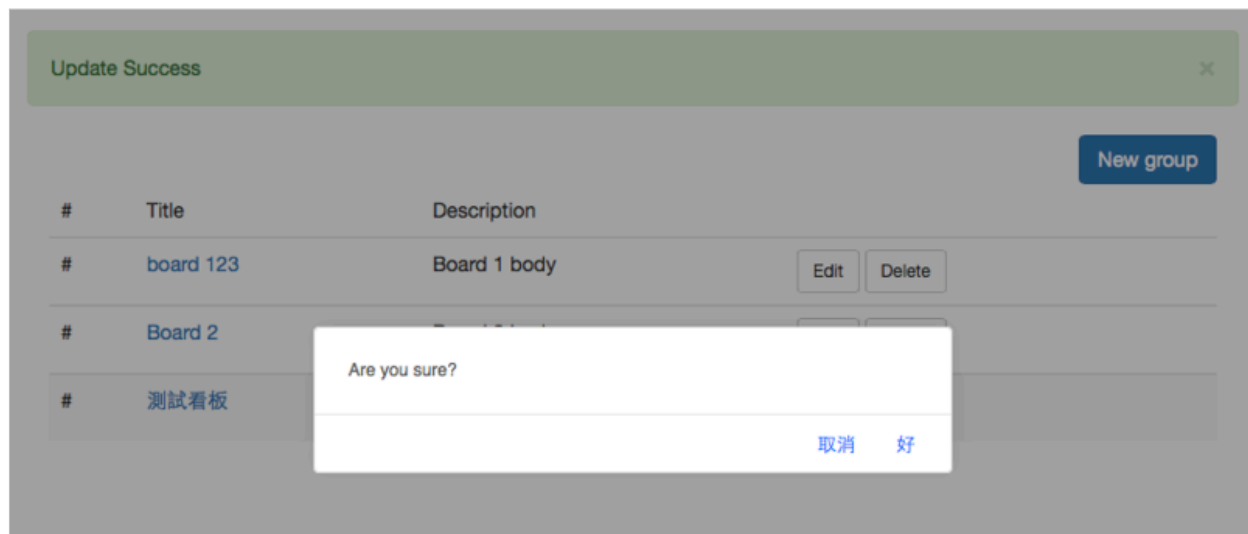 Update Success ×
New group
# Title Description
# board 123 Board 1 body Edit Delete
# Board 2
# 測試看板
Are you sure?
取消 好